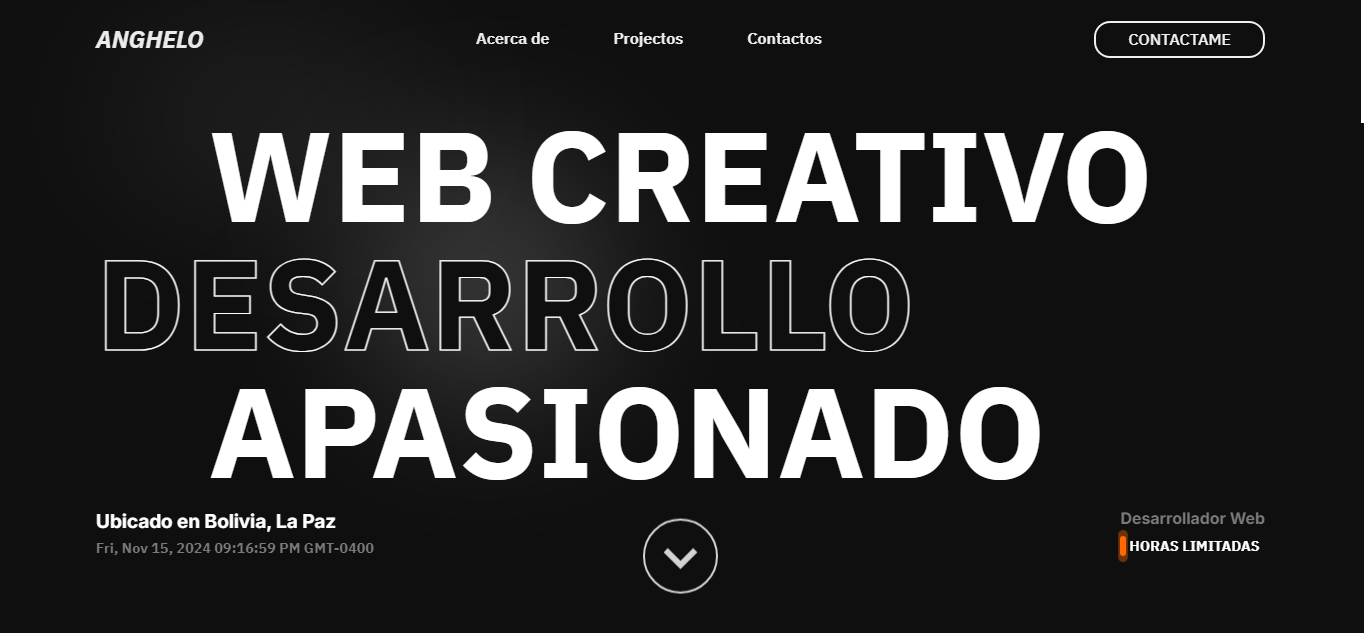 ANGHELO
Acerca de
Projectos
Contactos
CONTACTAME
WEB CREATIVO
DESARROLLO
APASIONADO
Ubicado en Bolivia, La Paz
Fri, Nov 15, 2024 09:16:59 PM GMT-0400
Desarrollador Web
HORAS LIMITADAS